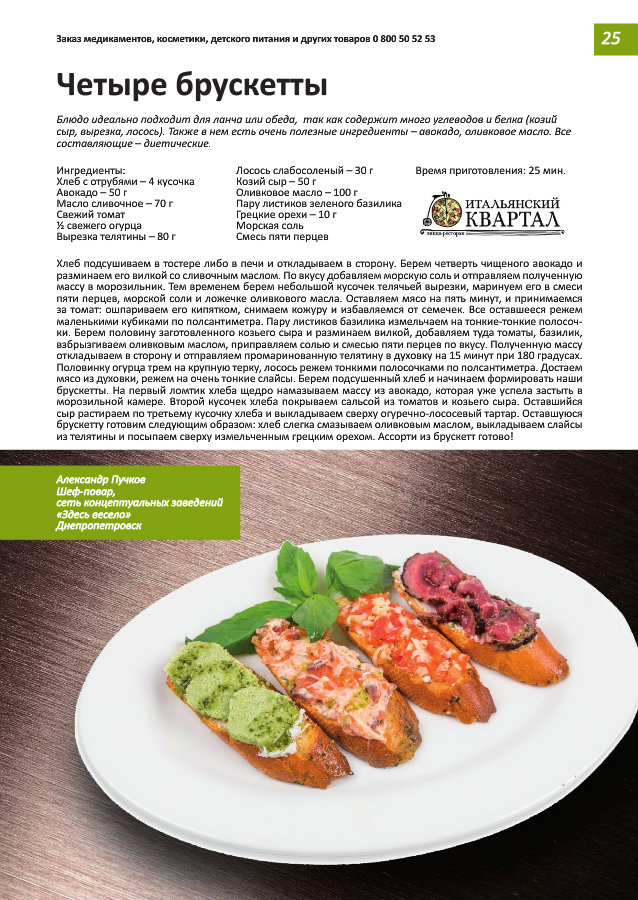 Заказ медикаментов, косметики, детского питания и других товаров 0 800 50 52 53
25
Четыре брускетты
Блюдо идеально подходит для ланча или обеда, так как содержит много углеводов и белка (козий
сыр, вырезка, лосось). Также в нем есть очень полезные ингредиенты – авокадо, оливковое масло. Все
составляющие – диетические.
Ингредиенты:
Хлеб с отрубями – 4 кусочка
Авокадо – 50 г
Масло сливочное – 70 г
Свежий томат
½ свежего огурца
Вырезка телятины – 80 г
Лосось слабосоленый – 30 г
Козий сыр – 50 г
Оливковое масло – 100 г
Пару листиков зеленого базилика
Грецкие орехи – 10 г
Морская соль
Смесь пяти перцев
Время приготовления: 25 мин.
ИТАЛЬЯНСКИЙ
КВАРТАЛ
пицца-ресторан
Хлеб подсушиваем в тостере либо в печи и откладываем в сторону. Берем четверть чищеного авокадо и
разминаем его вилкой со сливочным маслом. По вкусу добавляем морскую соль и отправляем полученную
массу в морозильник. Тем временем берем небольшой кусочек телячьей вырезки, маринуем его в смеси
пяти перцев, морской соли и ложечке оливкового масла. Оставляем мясо на пять минут, и принимаемся
за томат: ошпариваем его кипятком, снимаем кожуру и избавляемся от семечек. Все оставшееся режем
маленькими кубиками по полсантиметра. Пару листиков базилика измельчаем на тонкие-тонкие полосоч-
ки. Берем половину заготовленного козьего сыра и разминаем вилкой, добавляем туда томаты, базилик,
взбрызгиваем оливковым маслом, приправляем солью и смесью пяти перцев по вкусу. Полученную массу
откладываем в сторону и отправляем промаринованную телятину в духовку на 15 минут при 180 градусах.
Половинку огурца трем на крупную терку, лосось режем тонкими полосочками по полсантиметра. Достаем
мясо из духовки, режем на очень тонкие слайсы. Берем подсушенный хлеб и начинаем формировать наши
брускетты. На первый ломтик хлеба щедро намазываем массу из авокадо, которая уже успела застыть в
морозильной камере. Второй кусочек хлеба покрываем сальсой из томатов и козьего сыра. Оставшийся
сыр растираем по третьему кусочку хлеба и выкладываем сверху огуречно-лососевый тартар. Оставшуюся
брускетту готовим следующим образом: хлеб слегка смазываем оливковым маслом, выкладываем слайсы
из телятины и посыпаем сверху измельченным грецким орехом. Ассорти из брускетт готово!
Александр Пучков
Шеф-повар,
сеть концептуальных заведений
«Здесь весело»
Днепропетровск